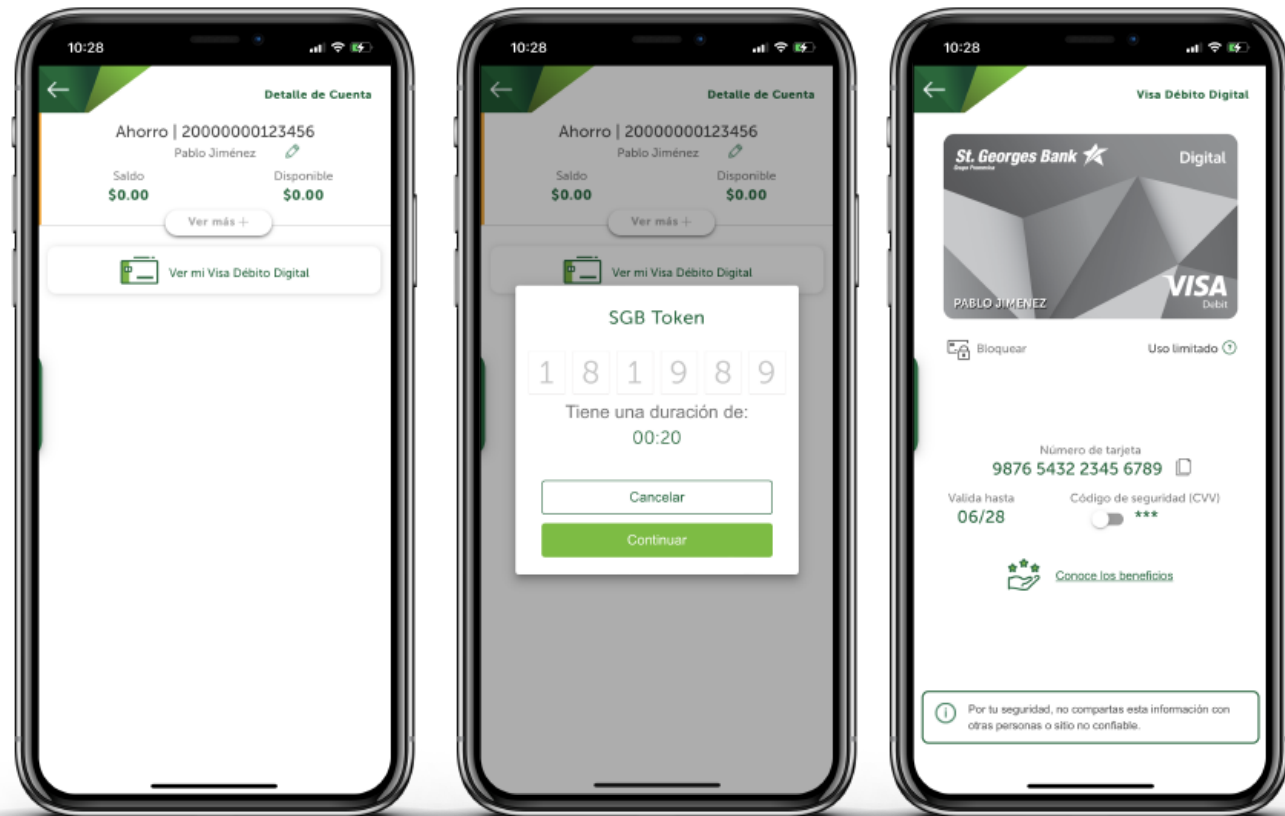 10:28
Detalle de Cuenta
Ahorro | 20000000123456
Pablo Jiménez
Saldo Disponible
$0.00 $0.00
Ver más +
Ver mi Visa Débito Digital
10:28
Detalle de Cuenta
Ahorro | 20000000123456
Pablo Jiménez
Saldo Disponible
$0.00 $0.00
Ver más +
Ver mi Visa Débito Digital
SGB Token
1 8 1 9 8 9
Tiene una duración de:
00:20
Cancelar
Continuar
10:28
Visa Débito Digital
St. Georges Bank Digital
Grupo Promerica
VISA
Debit
PABLO JIMENEZ
Bloquear Uso limitado ?
Número de tarjeta
9876 5432 2345 6789
Valida hasta Código de seguridad (CVV)
06/28 ***
Conoce los beneficios
Por tu seguridad, no compartas esta información con
otras personas o sitio no confiable.